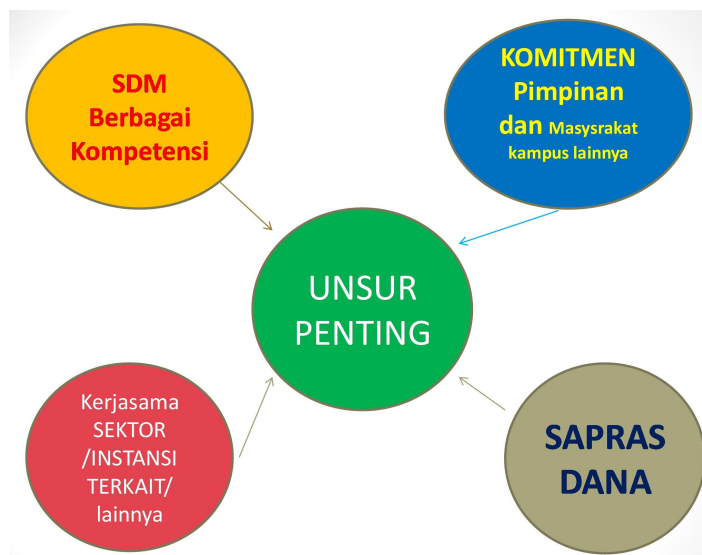 SDM
Berbagai
Kompetensi
KOMITMEN
Pimpinan
dan Masysrakat
kampus lainnya
UNSUR
PENTING
Kerjasama
SEKTOR
/INSTANSI
TERKAIT/
lainnya
SAPRAS
DANA